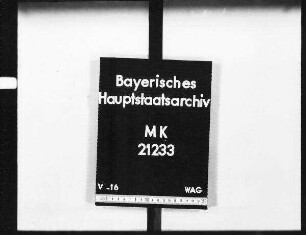 Bayerisches
Hauptstaatsarchiv
MK
21233
V-16 WAG